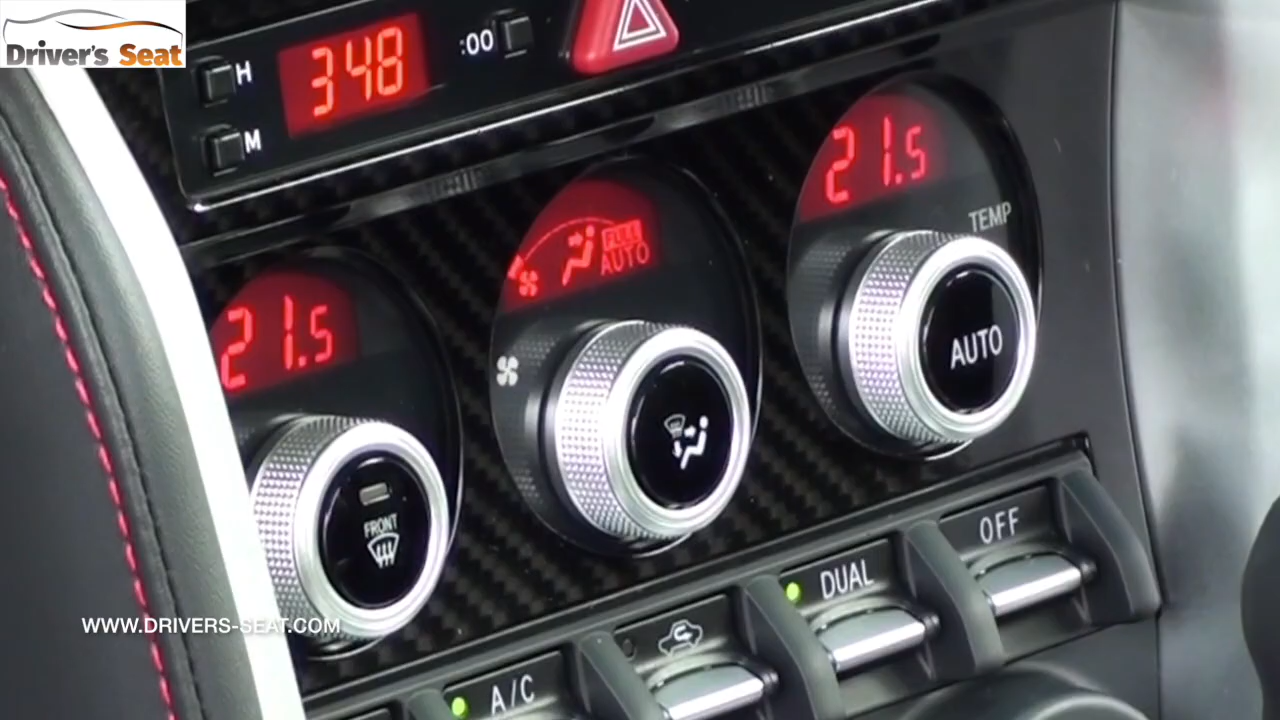 Driver's Seat
H
348
:00
M
21.5
TEMP
FULL
AUTO
21.5
AUTO
FRONT
OFF
DUAL
A/C
WWW.DRIVERS-SEAT.COM